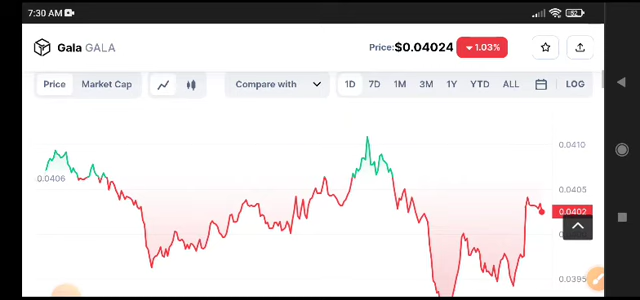 7:30 AM
52
Gala GALA
Price:$0.04024 1.03%
Price Market Cap Compare with 1D 7D 1M 3M 1Y YTD ALL LOG
0.0410
0.0406
0.0405
0.0402
0.0395